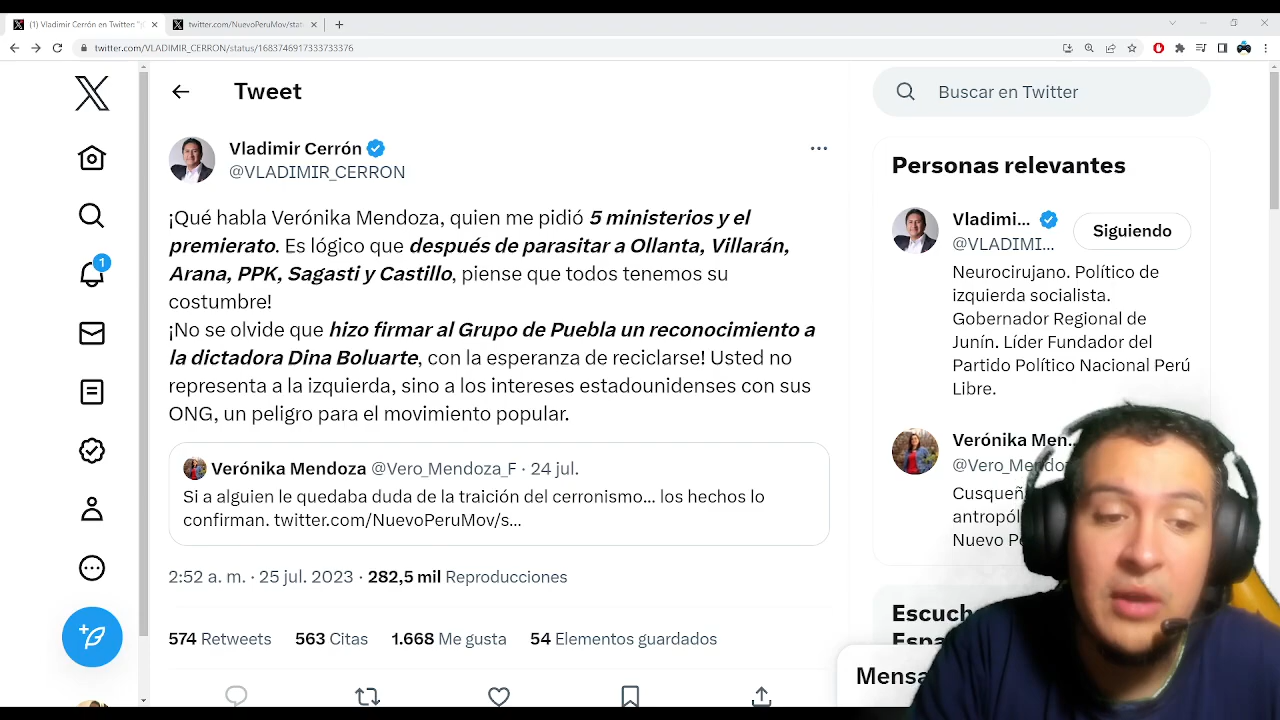 (1) Vladimir Cerrón en Twitter: "¡C
twitter.com/NuevoPeruMov/stat
twitter.com/VLADIMIR_CERRON/status/1683746917333733376
Tweet
Buscar en Twitter
Vladimir Cerrón
@VLADIMIR_CERRON
¡Qué habla Verónika Mendoza, quien me pidió 5 ministerios y el
premierato. Es lógico que después de parasitar a Ollanta, Villarán,
Arana, PPK, Sagasti y Castillo, piense que todos tenemos su
costumbre!
¡No se olvide que hizo firmar al Grupo de Puebla un reconocimiento a
la dictadora Dina Boluarte, con la esperanza de reciclarse! Usted no
representa a la izquierda, sino a los intereses estadounidenses con sus
ONG, un peligro para el movimiento popular.
Verónika Mendoza @Vero_Mendoza_F · 24 jul.
Si a alguien le quedaba duda de la traición del cerronismo... los hechos lo
confirman. twitter.com/NuevoPeruMov/s...
2:52 a. m. · 25 jul. 2023 · 282,5 mil Reproducciones
574 Retweets 563 Citas 1.668 Me gusta 54 Elementos guardados
1
Personas relevantes
Vladimi...
@VLADIMI...
Siguiendo
Neurocirujano. Político de
izquierda socialista.
Gobernador Regional de
Junín. Líder Fundador del
Partido Político Nacional Perú
Libre.
Verónika Men...
@Vero_Mendo
Cusqueñ
antropól
Nuevo Pe
Escuch
Espa
Mensa